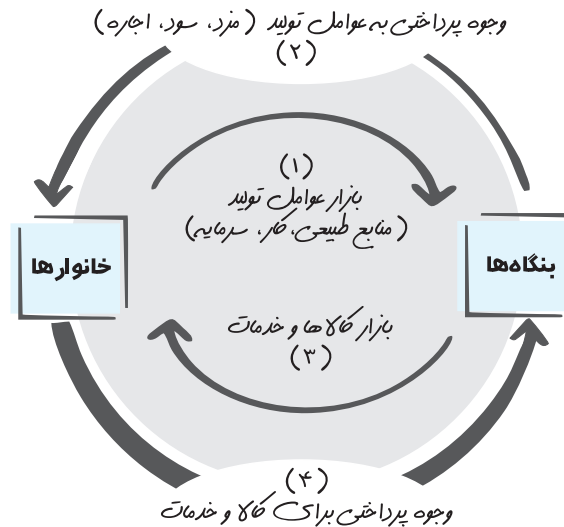 وجوه پرداختی به عوامل تولید (مزد، سود، اجاره)
(۲)
(۱)
بازار عوامل تولید
(منابع طبیعی، کار، سرمایه)
بنگاه‌ها
خانوارها
بازار کالاها و خدمات
(۳)
(۴)
وجوه پرداختی برای کالا و خدمات